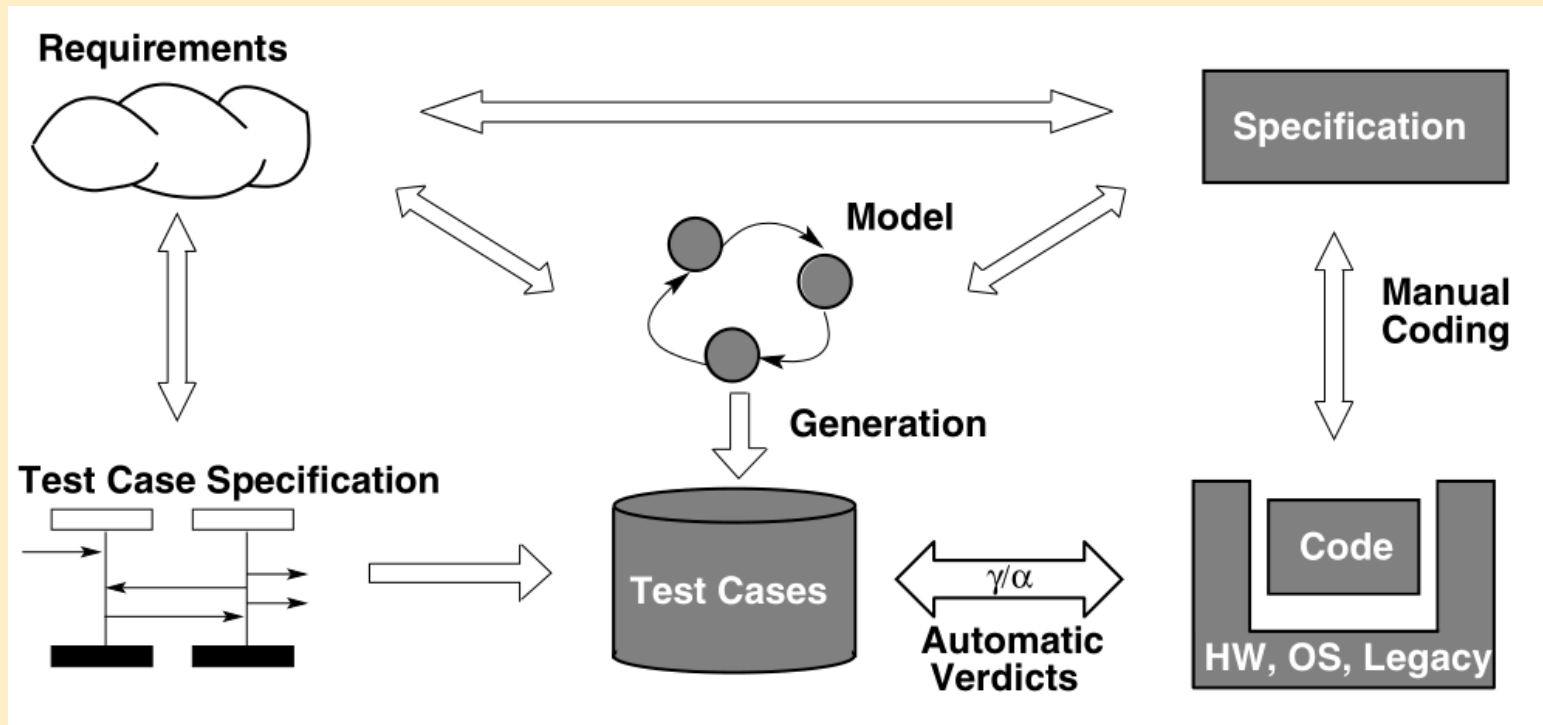 Requirements
Specification
Model
Manual
Coding
Generation
Test Case Specification
Test Cases
γ/α
Automatic
Verdicts
Code
HW, OS, Legacy